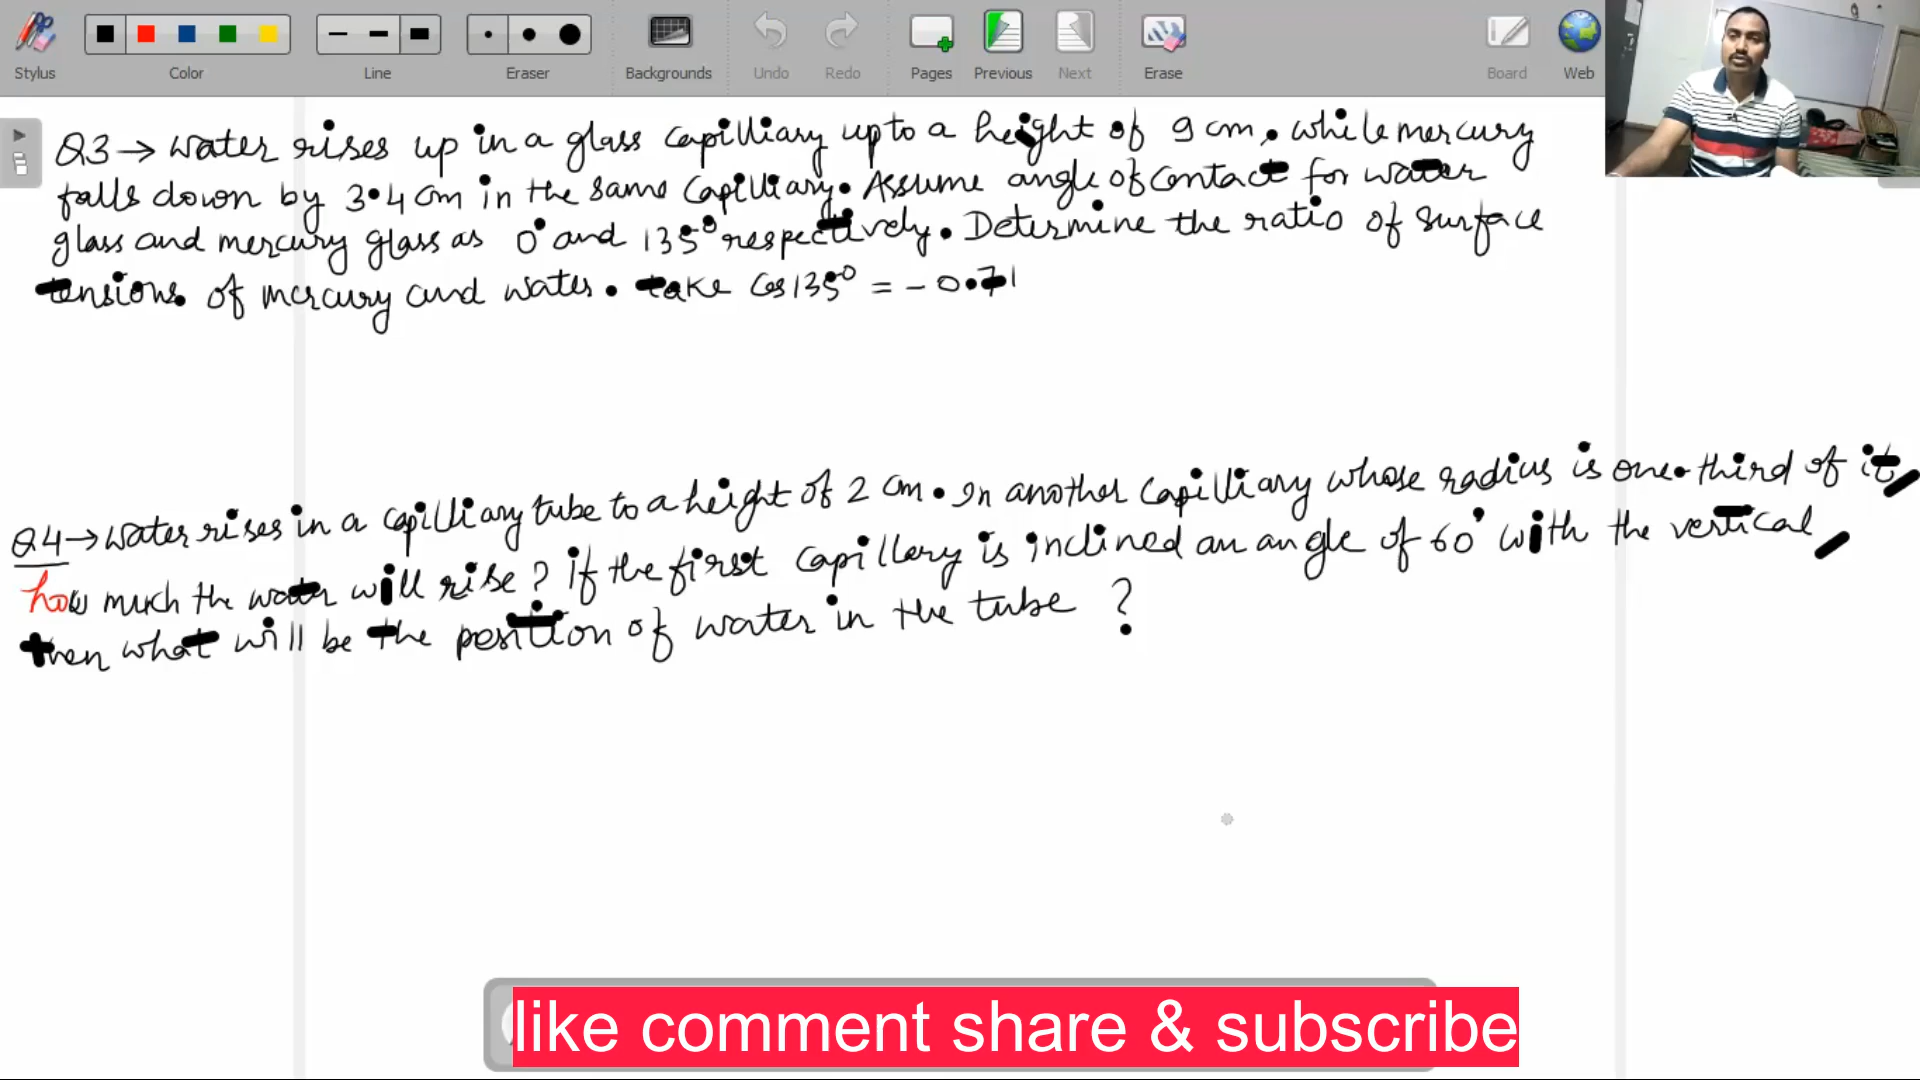 Stylus Color Line Eraser Backgrounds Undo Redo Pages Previous Next Erase Board Web
Q3→ water rises up in a glass capilliary upto a height of 9 cm, while mercury
falls down by 3.4 cm in the same capilliary. Assume angle of contact for water
glass and mercury glass as 0° and 135° respectively. Determine the ratio of surface
tensions of mercury and water. take Cos135° = -0.71
Q4→ water rises in a capilliary tube to a height of 2 cm. In another capilliary whose radius is one-third of it,
how much the water will rise? If the first capillery is inclined an angle of 60° with the vertical,
then what will be the position of water in the tube ?
like comment share & subscribe